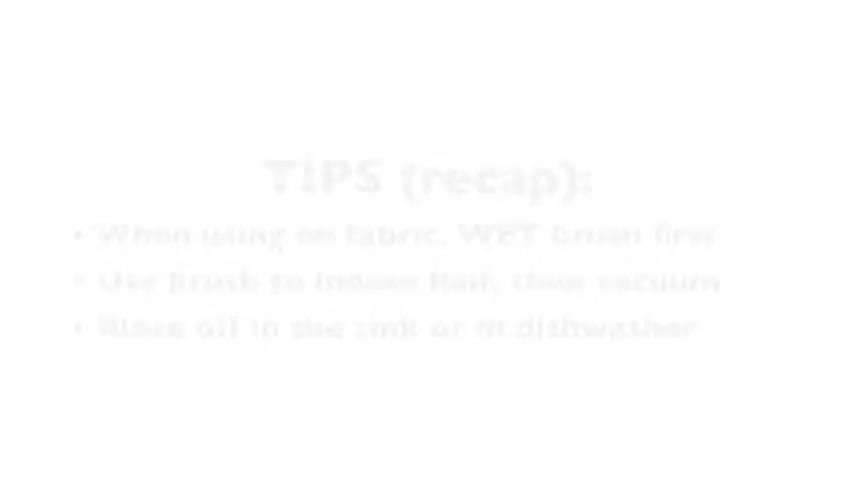 TIPS (recap):
• When using on fabric, WET brush first
• Use brush to loosen hair, then vacuum
• Rinse off in the sink or in dishwasher